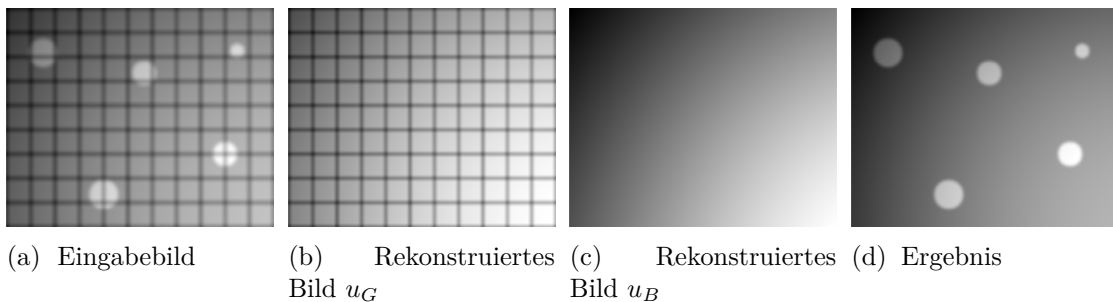 (a) Eingabebild
(b) Rekonstruiertes
Bild u_G
(c) Rekonstruiertes
Bild u_B
(d) Ergebnis